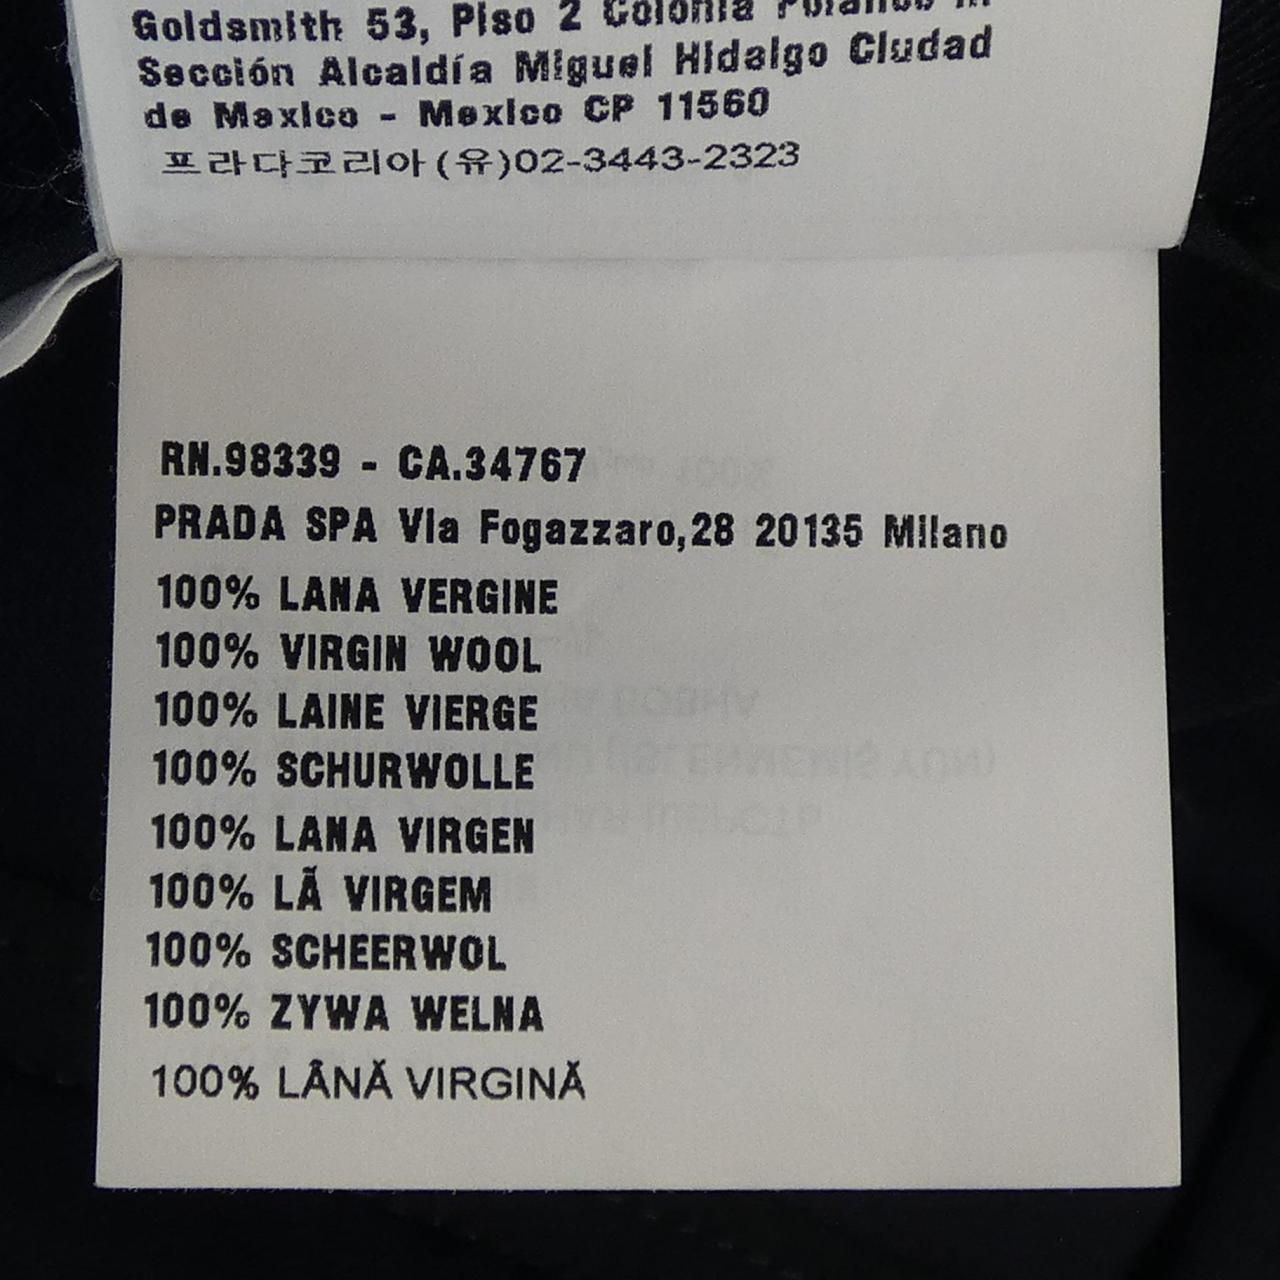 Goldsmith 53, Piso 2 Colonia Polanco III
Sección Alcaldía Miguel Hidalgo Ciudad
de Mexico - Mexico CP 11560
프라다코리아(유)02-3443-2323
RN.98339 - CA.34767
PRADA SPA Via Fogazzaro,28 20135 Milano
100% LANA VERGINE
100% VIRGIN WOOL
100% LAINE VIERGE
100% SCHURWOLLE
100% LANA VIRGEN
100% LÃ VIRGEM
100% SCHEERWOL
100% ZYWA WELNA
100% LÂNĂ VIRGINĂ